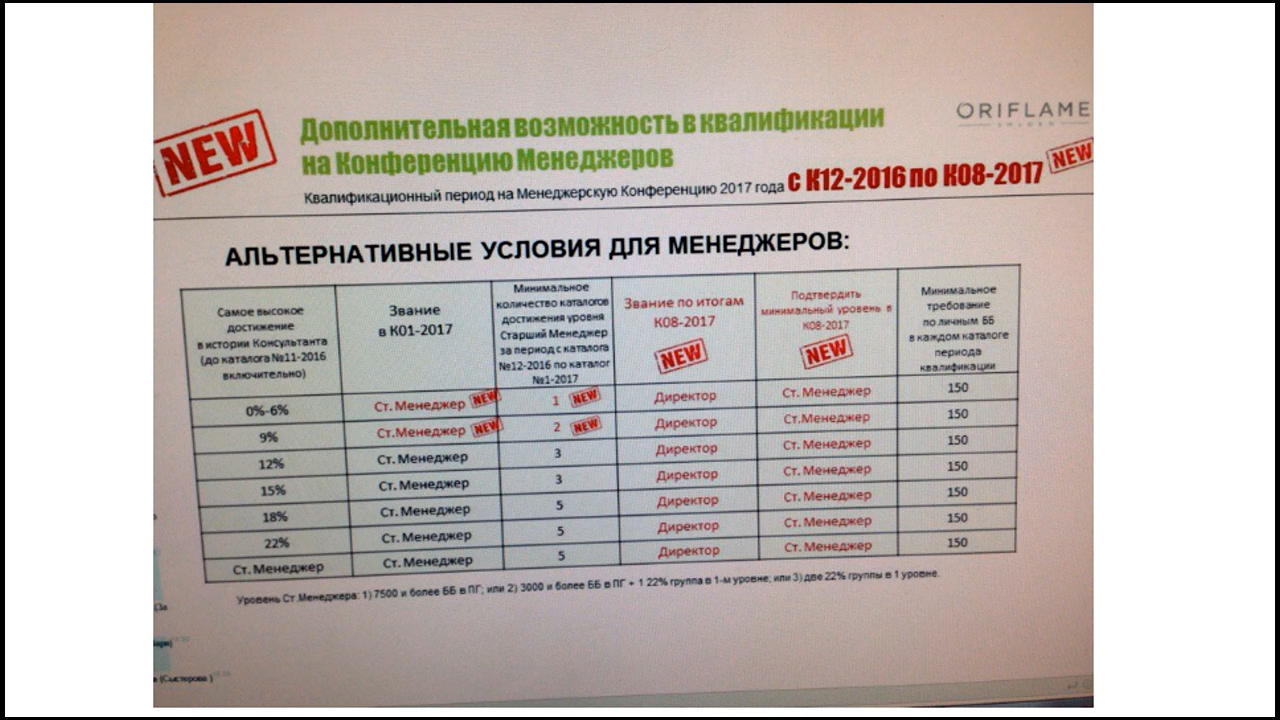 NEW
Дополнительная возможность в квалификации
на Конференцию Менеджеров
ORIFLAME
SWEDEN
Квалификационный период на Менеджерскую Конференцию 2017 года с К12-2016 по К08-2017
NEW
АЛЬТЕРНАТИВНЫЕ УСЛОВИЯ ДЛЯ МЕНЕДЖЕРОВ:
Самое высокое
достижение
в истории Консультанта
(до каталога №11-2016
включительно)
Звание
в К01-2017
Минимальное
количество каталогов
достижения уровня
Старший Менеджер
за период с каталога
№12-2016 по каталог
№1-2017
Звание по итогам
К08-2017
NEW
Подтвердить
минимальный уровень в
К08-2017
NEW
Минимальное
требование
по личным ББ
в каждом каталоге
периода
квалификации
0%-6% Ст. Менеджер NEW 1 NEW Директор Ст. Менеджер 150
9% Ст.Менеджер NEW 2 NEW Директор Ст.Менеджер 150
12% Ст. Менеджер 3 Директор Ст. Менеджер 150
15% Ст. Менеджер 3 Директор Ст. Менеджер 150
18% Ст. Менеджер 5 Директор Ст. Менеджер 150
22% Ст. Менеджер 5 Директор Ст. Менеджер 150
Ст. Менеджер Ст. Менеджер 5 Директор Ст. Менеджер 150
Уровень Ст.Менеджера: 1) 7500 и более ББ в ПГ; или 2) 3000 и более ББ в ПГ + 1 22% группа в 1-м уровне; или 3) две 22% группы в 1 уровне.
(За
(Сыстерова )